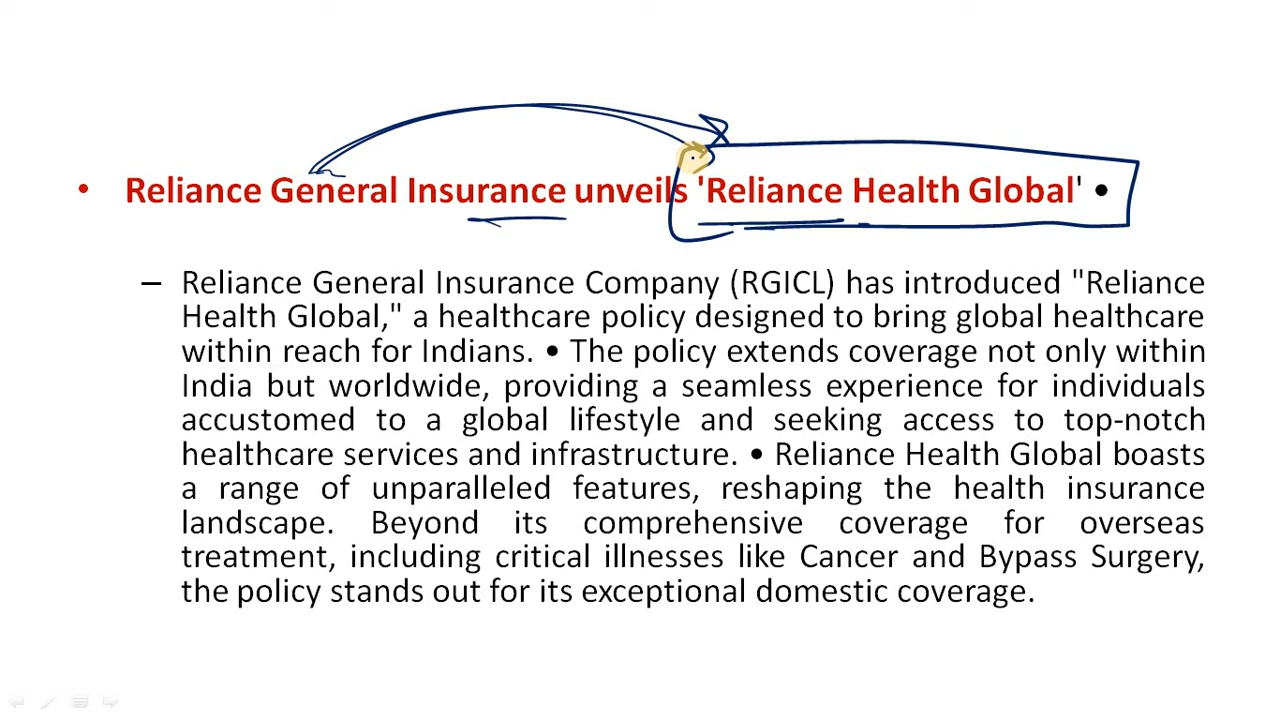 • Reliance General Insurance unveils 'Reliance Health Global' •
– Reliance General Insurance Company (RGICL) has introduced "Reliance
Health Global," a healthcare policy designed to bring global healthcare
within reach for Indians. • The policy extends coverage not only within
India but worldwide, providing a seamless experience for individuals
accustomed to a global lifestyle and seeking access to top-notch
healthcare services and infrastructure. • Reliance Health Global boasts
a range of unparalleled features, reshaping the health insurance
landscape. Beyond its comprehensive coverage for overseas
treatment, including critical illnesses like Cancer and Bypass Surgery,
the policy stands out for its exceptional domestic coverage.